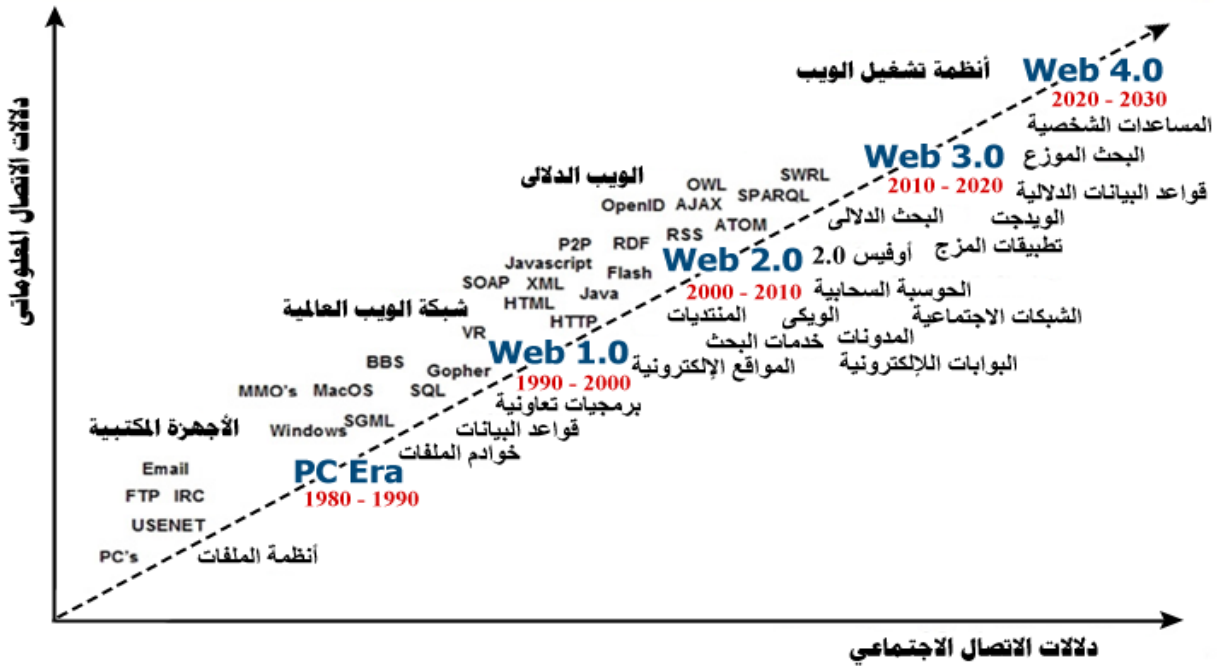 أنظمة تشغيل الويب
Web 4.0
2020 - 2030
المساعدات الشخصية
Web 3.0
2010 - 2020
البحث الموزع
قواعد البيانات الدلالية
الويب الدلالى
SWRL
OWL
SPARQL
OpenID
AJAX
ATOM
RSS
RDF
P2P
البحث الدلالى
الويدجت
تطبيقات المزج
Web 2.0
2000 - 2010
أوفيس 2.0
الحوسبة السحابية
Javascript
Flash
SOAP
XML
Java
HTML
HTTP
شبكة الويب العالمية
VR
المنتديات
الويكى
الشبكات الاجتماعية
خدمات البحث
المدونات
المواقع الإلكترونية
البوابات اللإلكترونية
Web 1.0
1990 - 2000
BBS
Gopher
MMO's
MacOS
SQL
برمجيات تعاونية
SGML
Windows
قواعد البيانات
خوادم الملفات
الأجهزة المكتبية
PC Era
1980 - 1990
Email
FTP
IRC
USENET
PC's
أنظمة الملفات
دلالات الاتصال المعلوماتى
دلالات الاتصال الاجتماعي